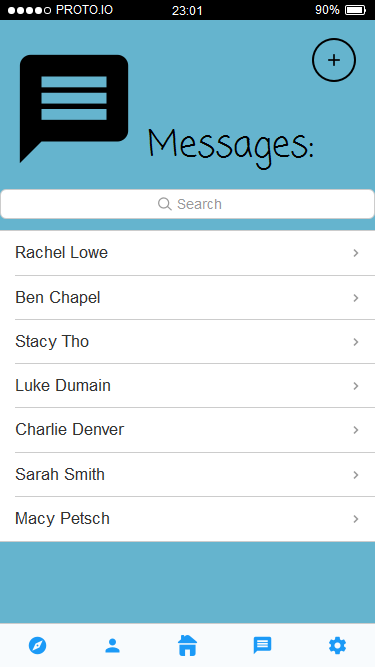 PROTO.IO 23:01 90%
Messages:
Search
Rachel Lowe
Ben Chapel
Stacy Tho
Luke Dumain
Charlie Denver
Sarah Smith
Macy Petsch